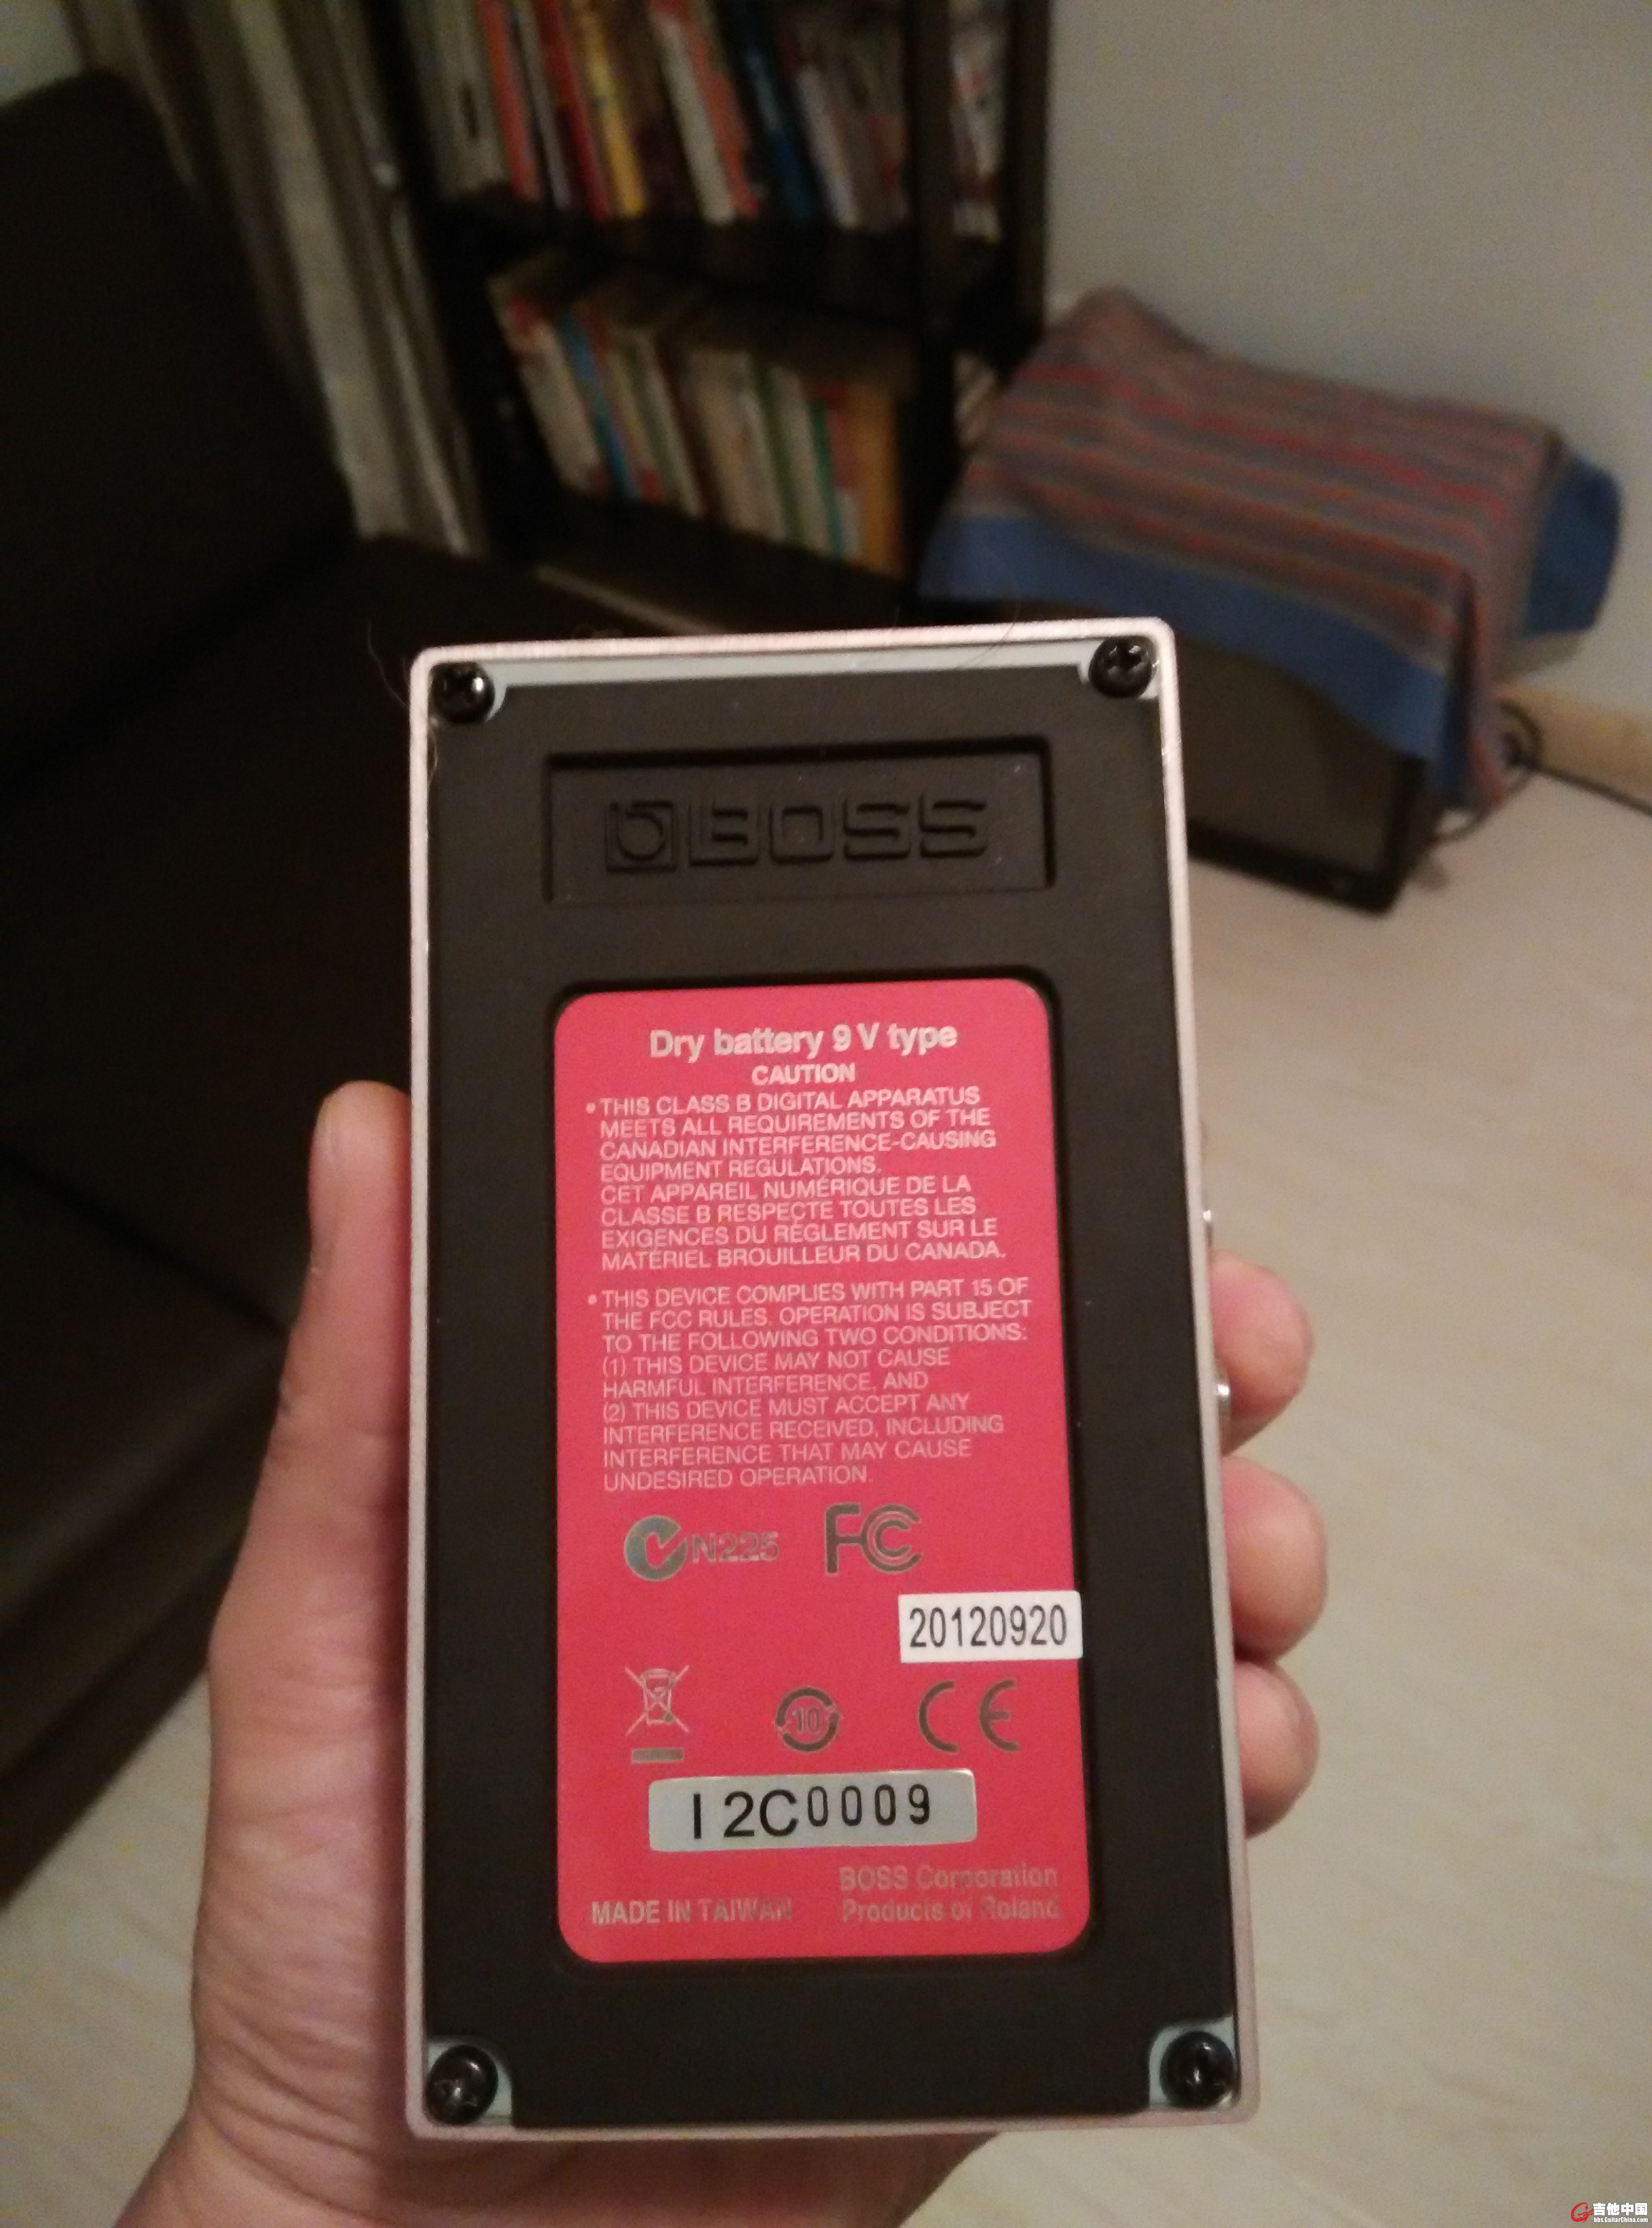 BOSS
Dry battery 9V type
CAUTION
• THIS CLASS B DIGITAL APPARATUS
MEETS ALL REQUIREMENTS OF THE
CANADIAN INTERFERENCE-CAUSING
EQUIPMENT REGULATIONS.
CET APPAREIL NUMÉRIQUE DE LA
CLASSE B RESPECTE TOUTES LES
EXIGENCES DU RÈGLEMENT SUR LE
MATÉRIEL BROUILLEUR DU CANADA.
• THIS DEVICE COMPLIES WITH PART 15 OF
THE FCC RULES. OPERATION IS SUBJECT
TO THE FOLLOWING TWO CONDITIONS:
(1) THIS DEVICE MAY NOT CAUSE
HARMFUL INTERFERENCE, AND
(2) THIS DEVICE MUST ACCEPT ANY
INTERFERENCE RECEIVED, INCLUDING
INTERFERENCE THAT MAY CAUSE
UNDESIRED OPERATION.
N225 FC
20120920
10 CE
I2C0009
MADE IN TAIWAN
BOSS Corporation
Products of Roland
吉他中国
bbs.GuitarChina.com